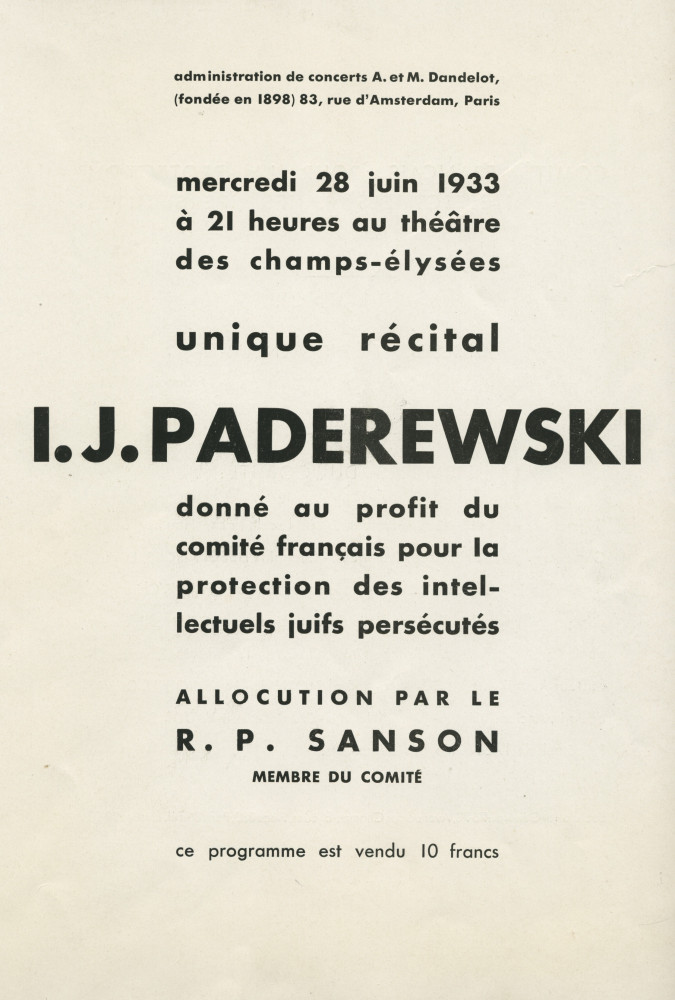 administration de concerts A. et M. Dandelot,
(fondée en 1898) 83, rue d'Amsterdam, Paris
mercredi 28 juin 1933
à 21 heures au théâtre
des champs-élysées
unique récital
I. J. PADEREWSKI
donné au profit du
comité français pour la
protection des intel-
lectuels juifs persécutés
ALLOCUTION PAR LE
R. P. SANSON
MEMBRE DU COMITÉ
ce programme est vendu 10 francs